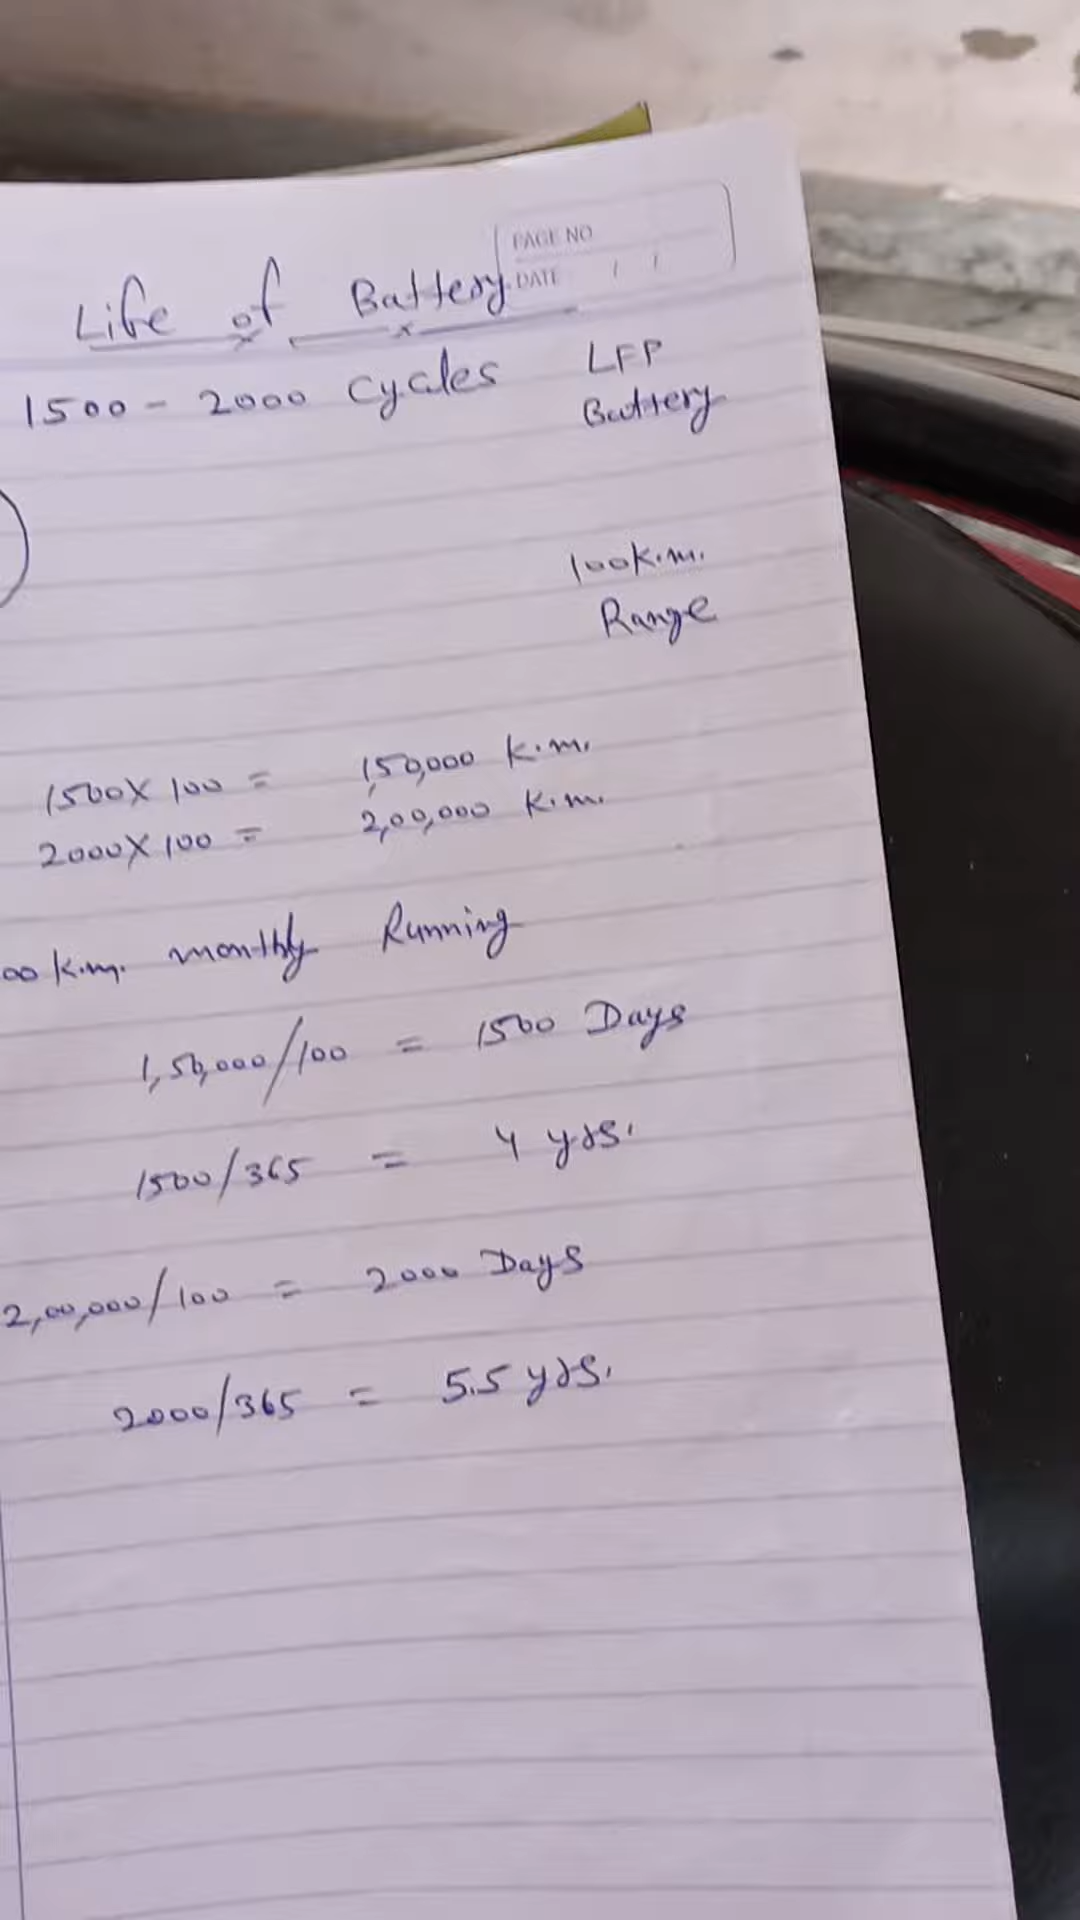 PAGE NO
DATE / /
Life of Battery
1500 - 2000 Cycles
LFP
Battery
100 K.m.
Range
1500 X 100 = 150,000 K.m.
2000 X 100 = 2,00,000 K.m.
00 K.m. monthly Running
1,50,000/100 = 1500 Days
1500/365 = 4 yrs.
2,00,000/100 = 2000 Days
2000/365 = 5.5 yrs.